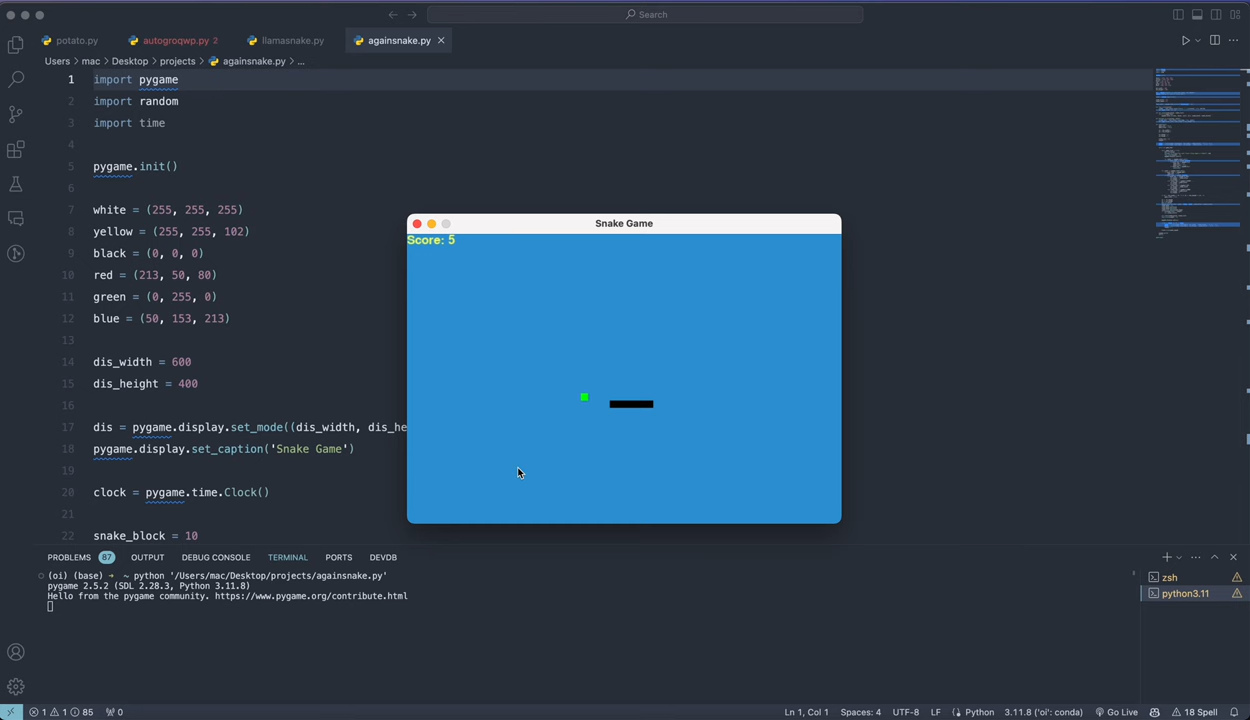 Search
potato.py
autogroqwp.py 2
llamasnake.py
againsnake.py
Users > mac > Desktop > projects > againsnake.py > ...
1 import pygame
2 import random
3 import time
4
5 pygame.init()
6
7 white = (255, 255, 255)
8 yellow = (255, 255, 102)
9 black = (0, 0, 0)
10 red = (213, 50, 80)
11 green = (0, 255, 0)
12 blue = (50, 153, 213)
13
14 dis_width = 600
15 dis_height = 400
16
17 dis = pygame.display.set_mode((dis_width, dis_he
18 pygame.display.set_caption('Snake Game')
19
20 clock = pygame.time.Clock()
21
22 snake_block = 10
Snake Game
Score: 5
PROBLEMS 87 OUTPUT DEBUG CONSOLE TERMINAL PORTS DEVDB
(oi) (base) ➜ ~ python '/Users/mac/Desktop/projects/againsnake.py'
pygame 2.5.2 (SDL 2.28.3, Python 3.11.8)
Hello from the pygame community. https://www.pygame.org/contribute.html
zsh
python3.11
1 1 85 0 Ln 1, Col 1 Spaces: 4 UTF-8 LF Python 3.11.8 ('oi': conda) Go Live 18 Spell